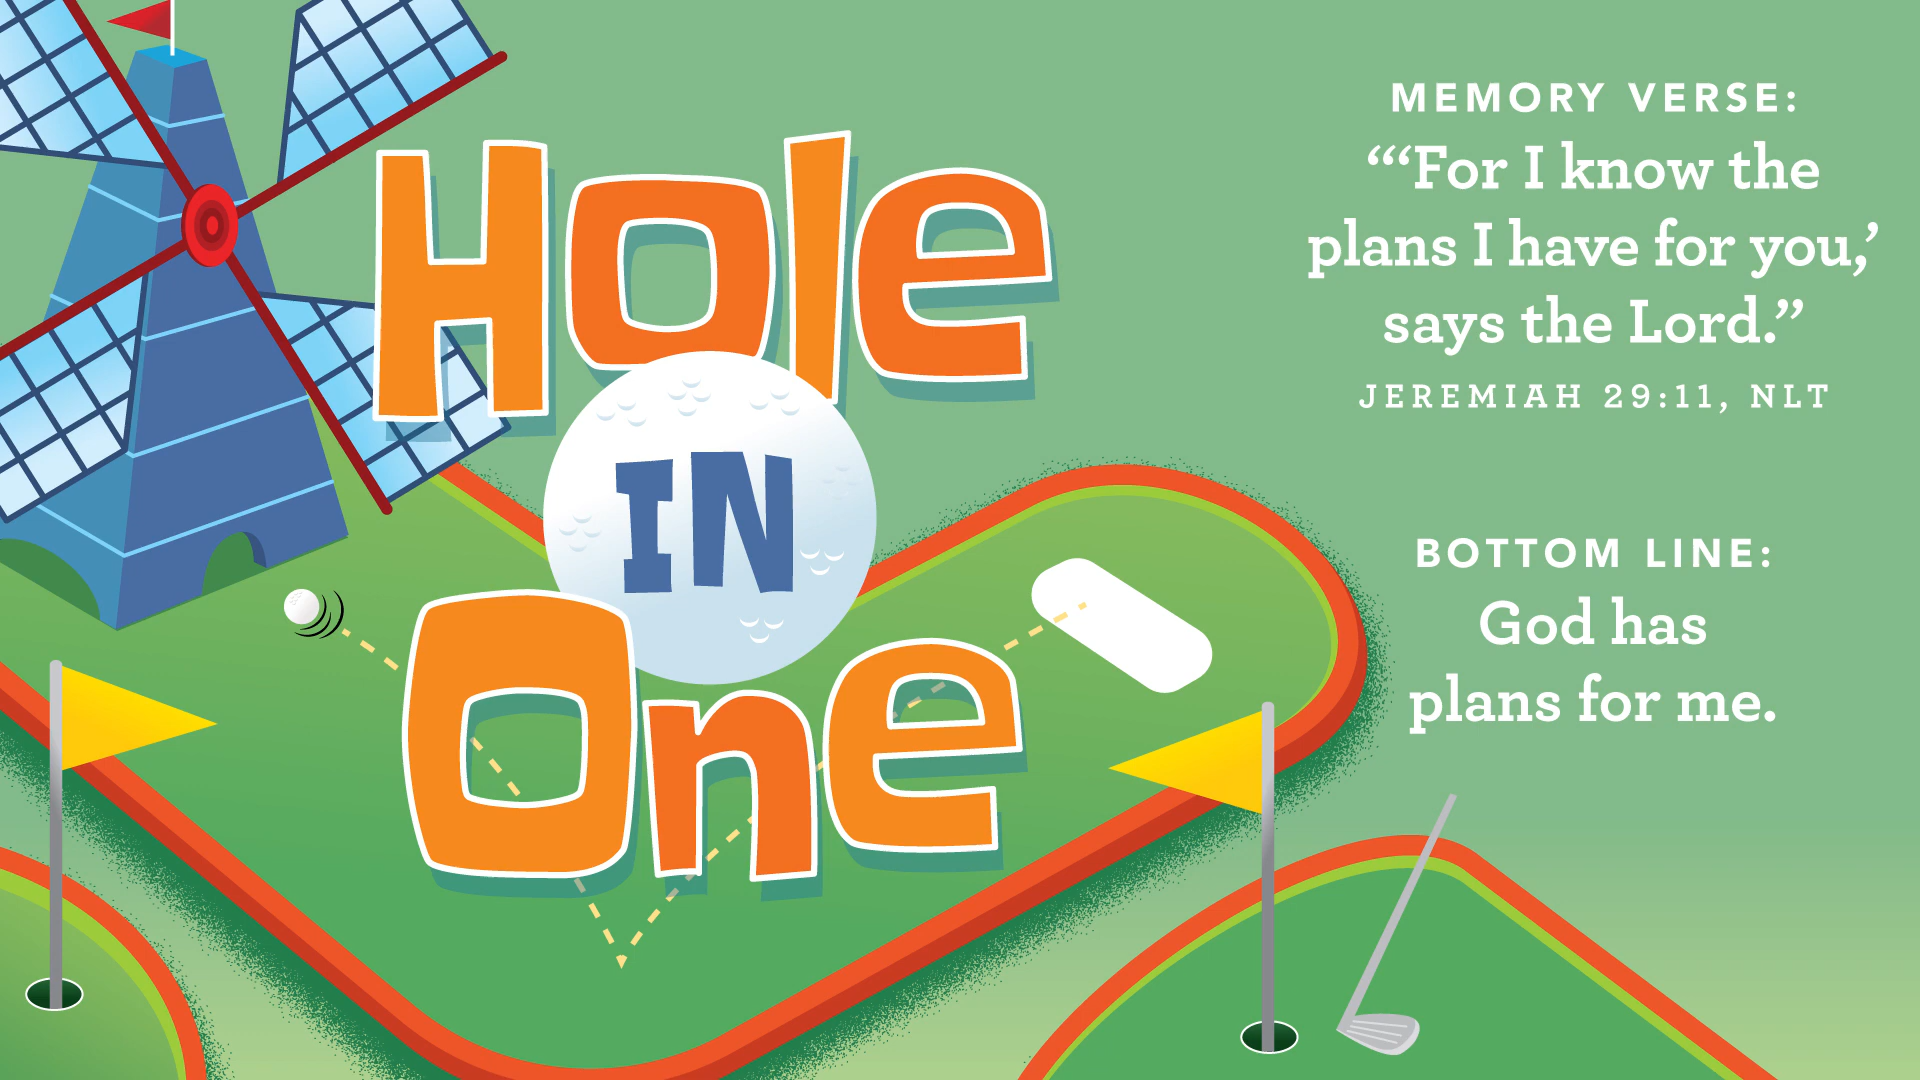 Hole
IN
One
MEMORY VERSE:
“‘For I know the
plans I have for you,’
says the Lord.”
JEREMIAH 29:11, NLT
BOTTOM LINE:
God has
plans for me.